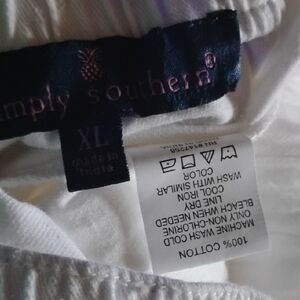 simply southern
XL
made in
India
100% COTTON
MACHINE WASH COLD
ONLY NON-CHLORINE
BLEACH WHEN NEEDED
LINE DRY
COOL IRON
WASH WITH SIMILAR